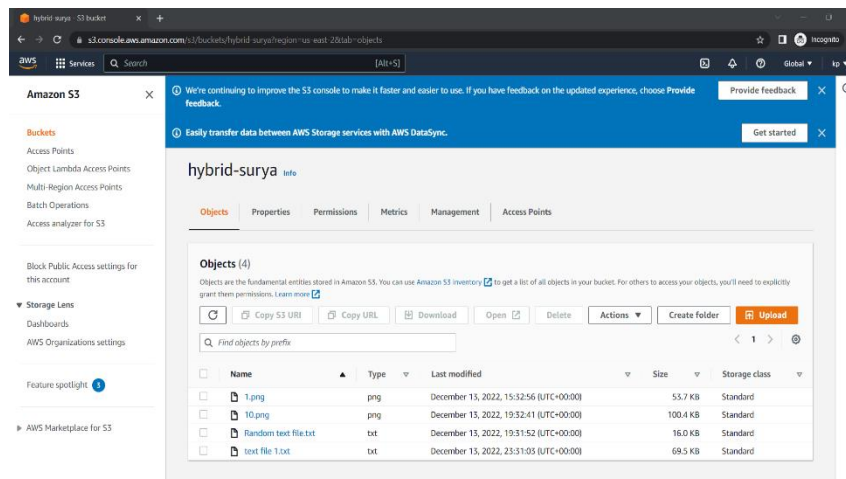 hybrid-surya - S3 bucket
s3.console.aws.amazon.com/s3/buckets/hybrid-surya?region=us-east-2&tab=objects
Incognito
aws
Services
Search
[Alt+S]
Global
kp
Amazon S3
Buckets
Access Points
Object Lambda Access Points
Multi-Region Access Points
Batch Operations
Access analyzer for S3
Block Public Access settings for
this account
Storage Lens
Dashboards
AWS Organizations settings
Feature spotlight 3
AWS Marketplace for S3
We're continuing to improve the S3 console to make it faster and easier to use. If you have feedback on the updated experience, choose Provide
feedback.
Provide feedback
Easily transfer data between AWS Storage services with AWS DataSync.
Get started
hybrid-surya Info
Objects Properties Permissions Metrics Management Access Points
Objects (4)
Objects are the fundamental entities stored in Amazon S3. You can use Amazon S3 inventory to get a list of all objects in your bucket. For others to access your objects, you'll need to explicitly
grant them permissions. Learn more
Copy S3 URI Copy URL Download Open Delete Actions Create folder Upload
Find objects by prefix
1
Name Type Last modified Size Storage class
1.png png December 13, 2022, 15:32:56 (UTC+00:00) 53.7 KB Standard
10.png png December 13, 2022, 19:32:41 (UTC+00:00) 100.4 KB Standard
Random text file.txt txt December 13, 2022, 19:31:52 (UTC+00:00) 16.0 KB Standard
text file 1.txt txt December 13, 2022, 23:31:03 (UTC+00:00) 69.5 KB Standard